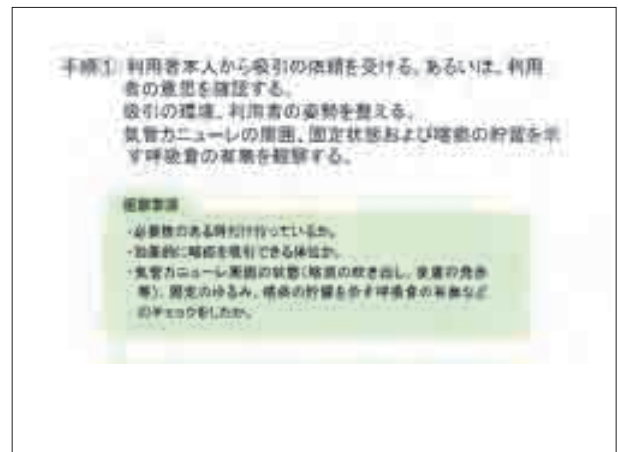 手順① 利用者本人から吸引の依頼を受ける。あるいは、利用
者の意思を確認する。
吸引の環境、利用者の姿勢を整える。
気管カニューレの周囲、固定状態および喀痰の貯留を示
す呼吸音の有無を観察する。
観察事項
・必要性のある時だけ行っているか。
・効果的に喀痰を吸引できる体位か。
・気管カニューレ周囲の状態(喀痰の吹き出し、皮膚の発赤
等)、固定のゆるみ、喀痰の貯留を示す呼吸音の有無など
のチェックをしたか。